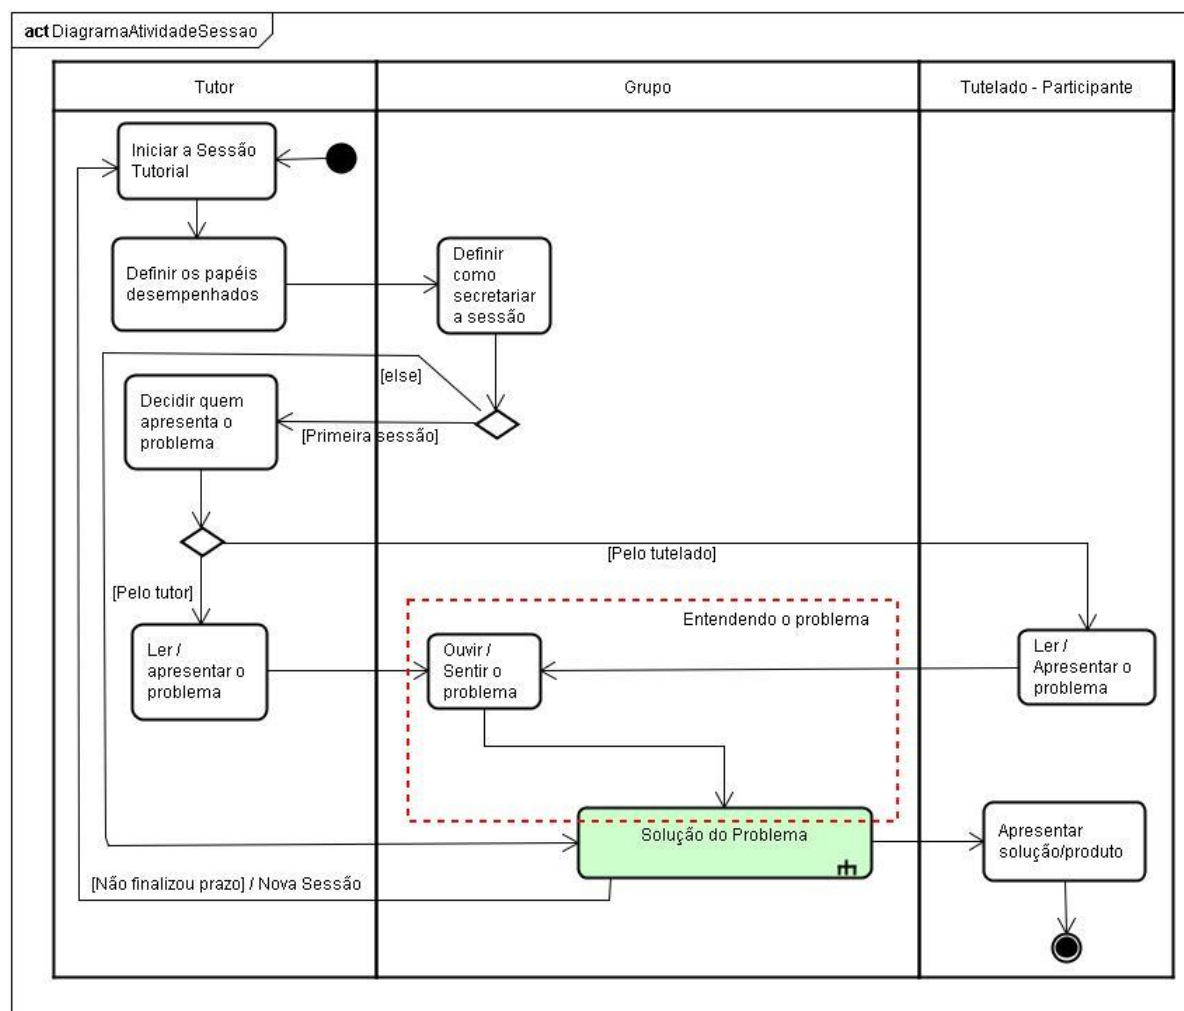 act DiagramaAtividadeSessao
Tutor
Grupo
Tutelado - Participante
Iniciar a Sessão
Tutorial
Definir os papéis
desempenhados
Definir
como
secretariar
a sessão
[else]
Decidir quem
apresenta o
problema
[Primeira sessão]
[Pelo tutelado]
[Pelo tutor]
Entendendo o problema
Ler /
apresentar o
problema
Ouvir /
Sentir o
problema
Ler /
Apresentar o
problema
Solução do Problema
Apresentar
solução/produto
[Não finalizou prazo] / Nova Sessão